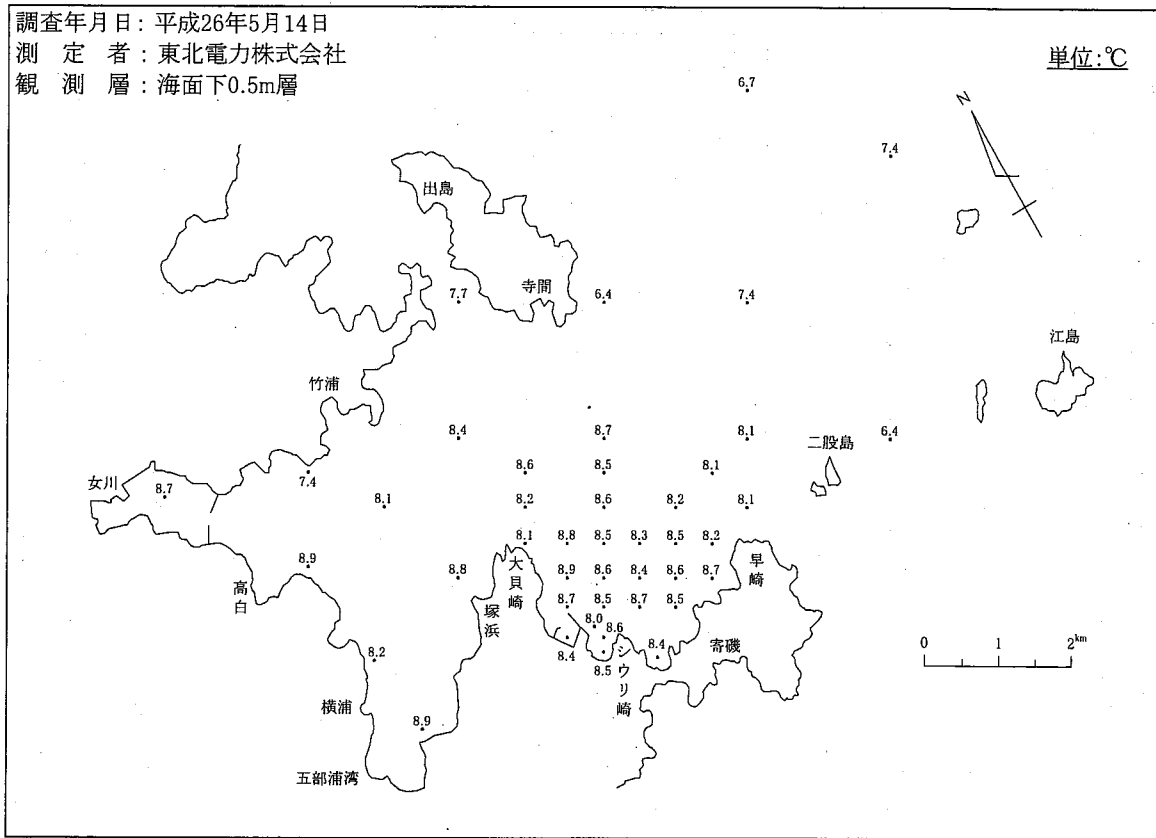 調査年月日：平成26年5月14日
測 定 者：東北電力株式会社
観 測 層：海面下0.5m層
単位:℃
6.7
N
7.4
出島
寺間
7.7
6.4
7.4
江島
竹浦
8.4
8.7
8.1
6.4
二股島
8.6
8.5
8.1
女川
8.7
7.4
8.1
8.2
8.6
8.2
8.1
8.1
8.8
8.5
8.3
8.5
8.2
8.9
大貝崎
早崎
8.8
8.9
8.6
8.4
8.6
8.7
高白
塚浜
8.7
8.5
8.7
8.5
8.0
8.6
8.4
8.4
8.5
シウリ崎
寄磯
0 1 2km
8.2
横浦
8.9
五部浦湾